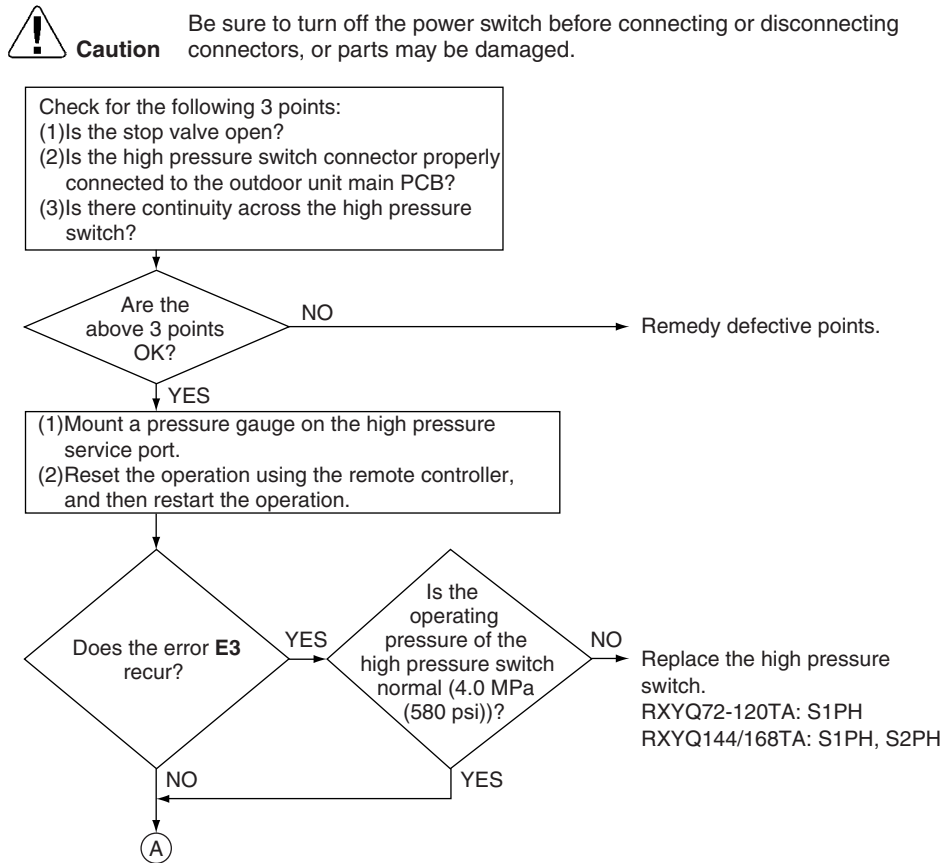 Be sure to turn off the power switch before connecting or disconnecting
Caution connectors, or parts may be damaged.
Check for the following 3 points:
(1)Is the stop valve open?
(2)Is the high pressure switch connector properly
connected to the outdoor unit main PCB?
(3)Is there continuity across the high pressure
switch?
Are the
above 3 points
OK?
NO
Remedy defective points.
YES
(1)Mount a pressure gauge on the high pressure
service port.
(2)Reset the operation using the remote controller,
and then restart the operation.
Does the error E3
recur?
YES
Is the
operating
pressure of the
high pressure switch
normal (4.0 MPa
(580 psi))?
NO
Replace the high pressure
switch.
RXYQ72-120TA: S1PH
RXYQ144/168TA: S1PH, S2PH
NO
YES
A